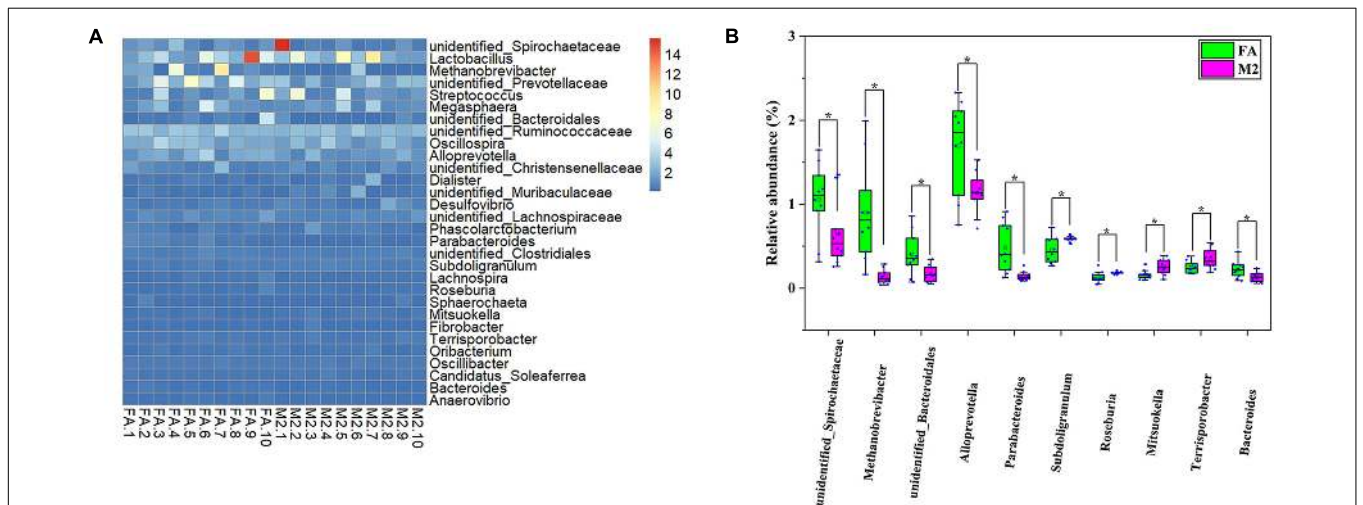 A
unidentified_Spirochaetaceae
Lactobacillus
Methanobrevibacter
unidentified_Prevotellaceae
Streptococcus
Megasphaera
unidentified_Bacteroidales
unidentified_Ruminococcaceae
Oscillospira
Alloprevotella
unidentified_Christensenellaceae
Dialister
unidentified_Muribaculaceae
Desulfovibrio
unidentified_Lachnospiraceae
Phascolarctobacterium
Parabacteroides
unidentified_Clostridiales
Subdoligranulum
Lachnospira
Roseburia
Sphaerochaeta
Mitsuokella
Fibrobacter
Terrisporobacter
Oribacterium
Oscillibacter
Candidatus_Soleaferrea
Bacteroides
Anaerovibrio
14
12
10
8
6
4
2
FA.1
FA.2
FA.3
FA.4
FA.5
FA.6
FA.7
FA.8
FA.9
FA.10
M2.1
M2.2
M2.3
M2.4
M2.5
M2.6
M2.7
M2.8
M2.9
M2.10
B
FA
M2
Relative abundance (%)
3
2
1
0
* * * * * * * * * *
unidentified_Spirochaetaceae
Methanobrevibacter
unidentified_Bacteroidales
Alloprevotella
Parabacteroides
Subdoligranulum
Roseburia
Mitsuokella
Terrisporobacter
Bacteroides